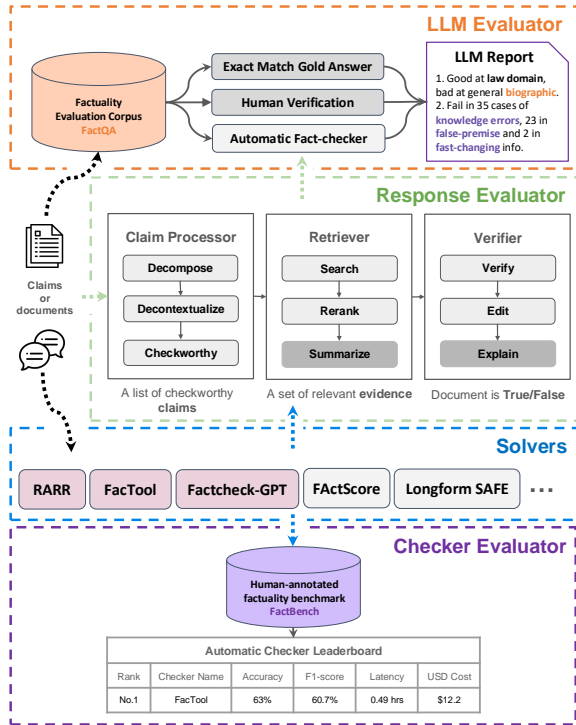 LLM Evaluator
Factuality
Evaluation Corpus
FactQA
Exact Match Gold Answer
Human Verification
Automatic Fact-checker
LLM Report
1. Good at law domain,
bad at general biographic.
2. Fail in 35 cases of
knowledge errors, 23 in
false-premise and 2 in
fast-changing info.
Response Evaluator
Claims
or
documents
Claim Processor
Decompose
Decontextualize
Checkworthy
A list of checkworthy
claims
Retriever
Search
Rerank
Summarize
A set of relevant evidence
Verifier
Verify
Edit
Explain
Document is True/False
Solvers
RARR
FacTool
Factcheck-GPT
FActScore
Longform SAFE
...
Checker Evaluator
Human-annotated
factuality benchmark
FactBench
Automatic Checker Leaderboard
Rank Checker Name Accuracy F1-score Latency USD Cost
No.1 FacTool 63% 60.7% 0.49 hrs $12.2